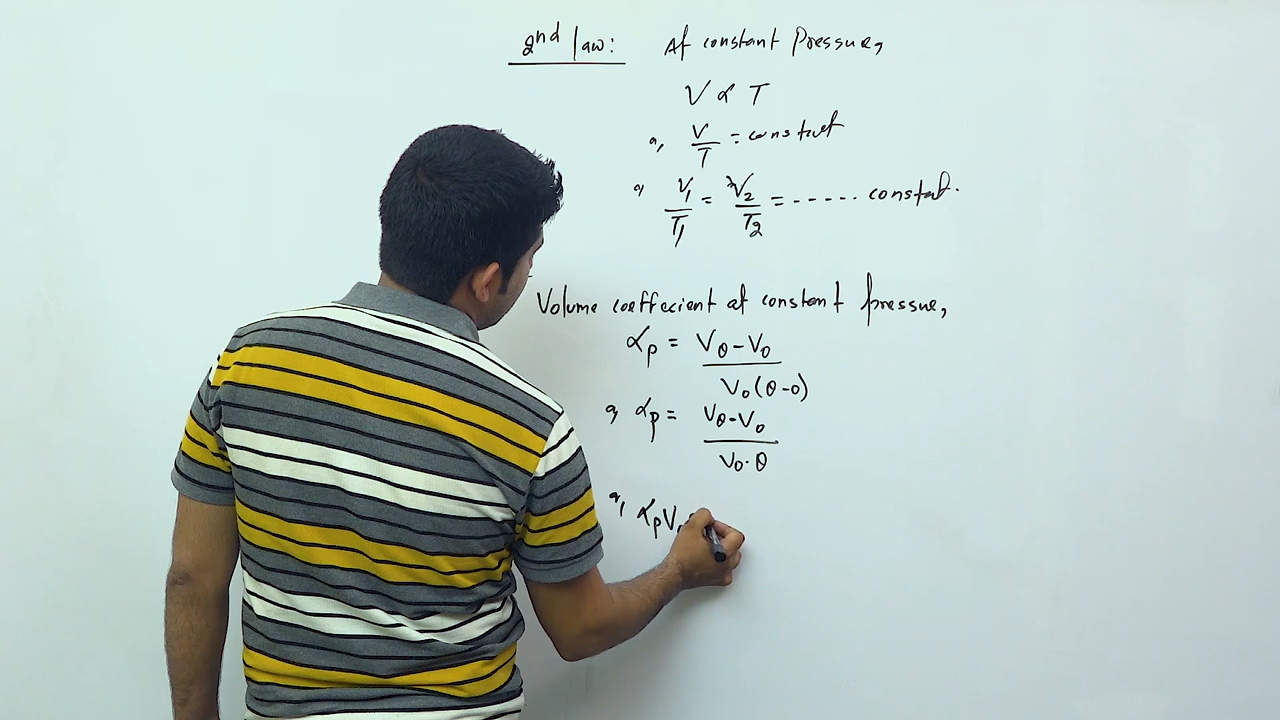 2nd law: At constant Pressure,
V ∝ T
or, V/T = constant
or V₁/T₁ = V₂/T₂ = ----- constat.
Volume coeffecient at constant pressure,
αp = Vθ - V₀ / V₀(θ-0)
or αp = Vθ - V₀ / V₀·θ
or, αpV₀